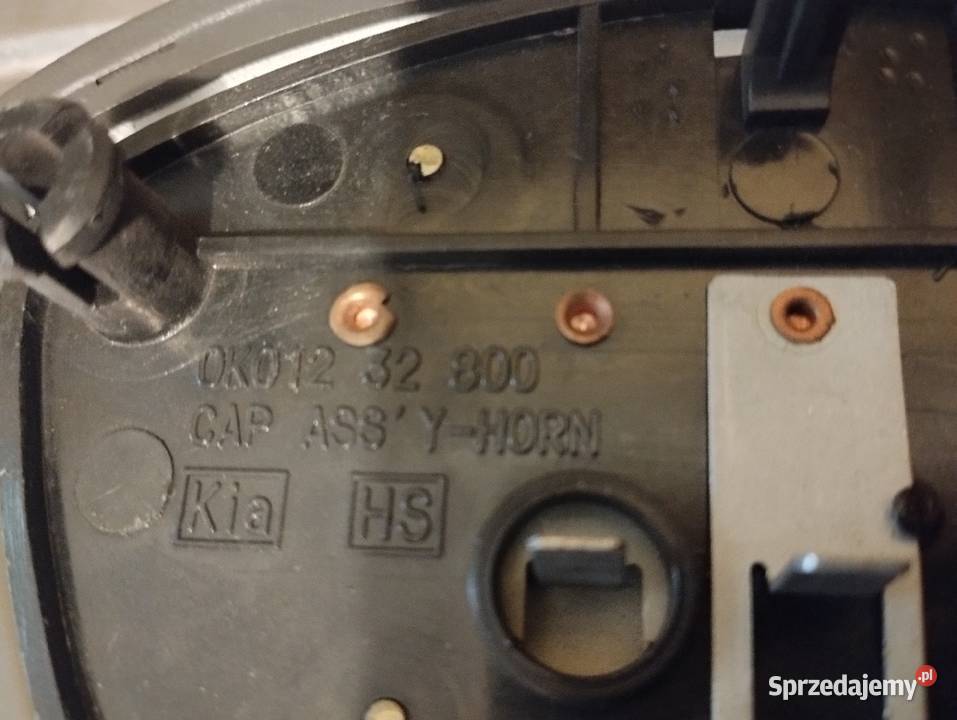 0K012 32 800
CAP ASS'Y-HORN
Kia HS
Sprzedajemy.pl